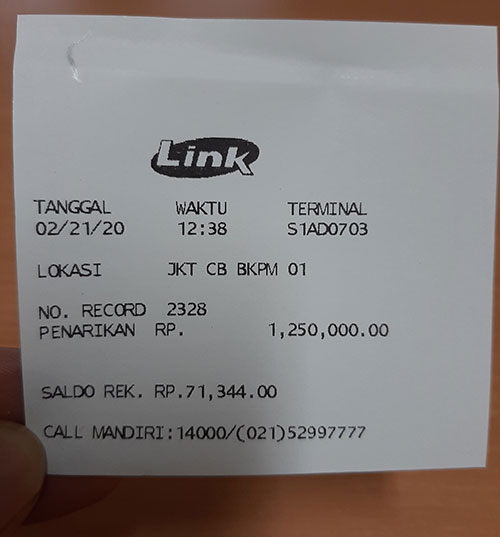 Link
TANGGAL WAKTU TERMINAL
02/21/20 12:38 S1AD0703
LOKASI JKT CB BKPM 01
NO. RECORD 2328
PENARIKAN RP. 1,250,000.00
SALDO REK. RP.71,344.00
CALL MANDIRI:14000/(021)52997777